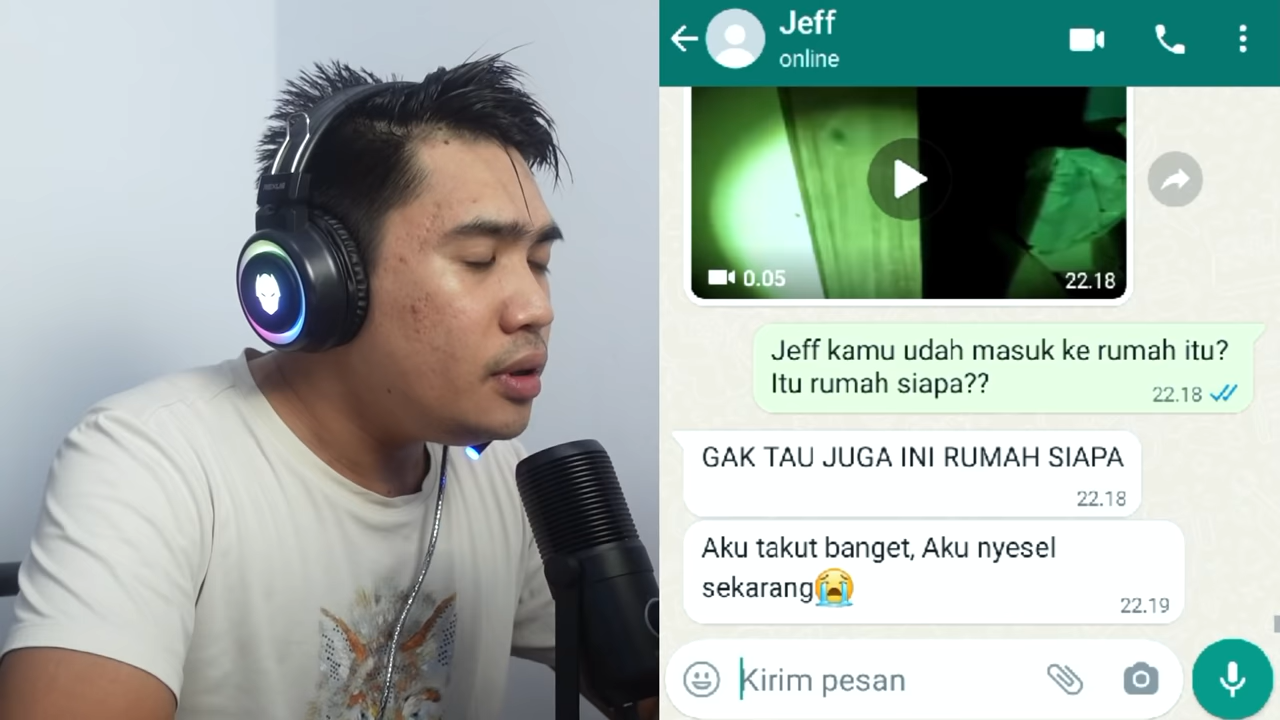 Jeff
online
0.05
22.18
Jeff kamu udah masuk ke rumah itu?
Itu rumah siapa??
22.18
GAK TAU JUGA INI RUMAH SIAPA
22.18
Aku takut banget, Aku nyesel
sekarang😭
22.19
Kirim pesan